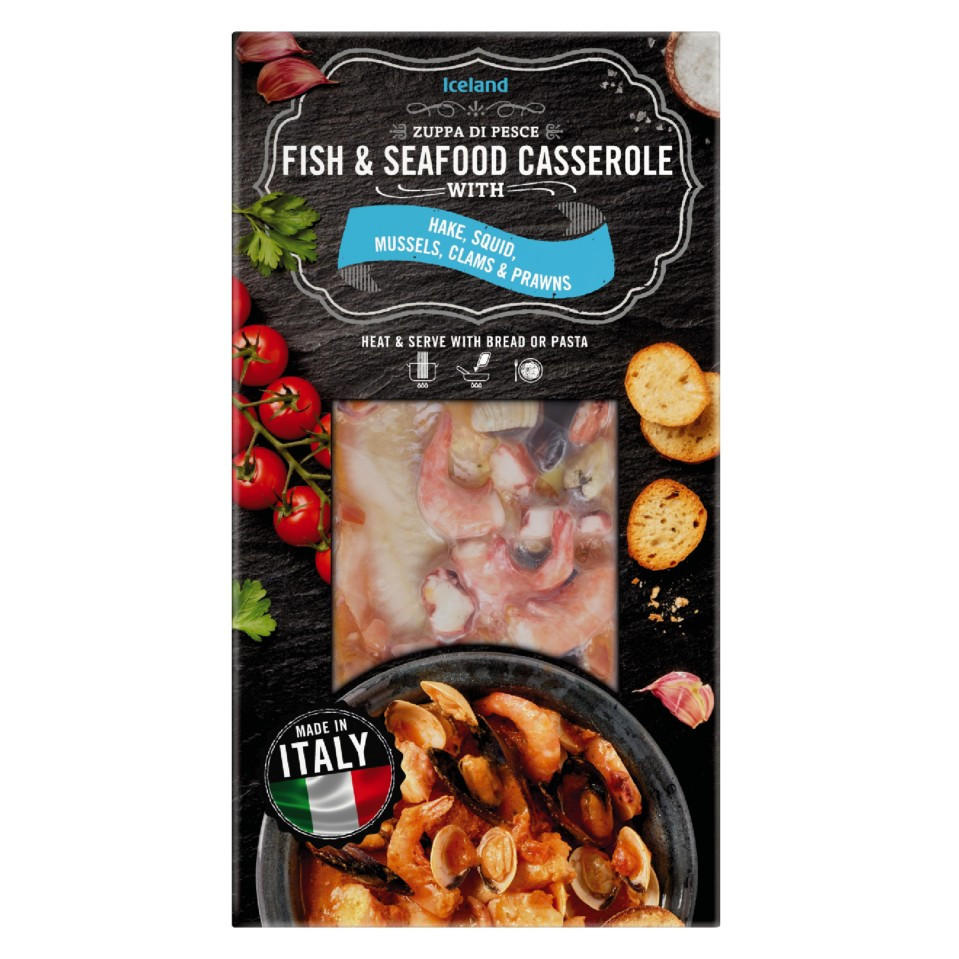 Iceland
ZUPPA DI PESCE
FISH & SEAFOOD CASSEROLE
WITH
HAKE, SQUID,
MUSSELS, CLAMS & PRAWNS
HEAT & SERVE WITH BREAD OR PASTA
MADE IN
ITALY